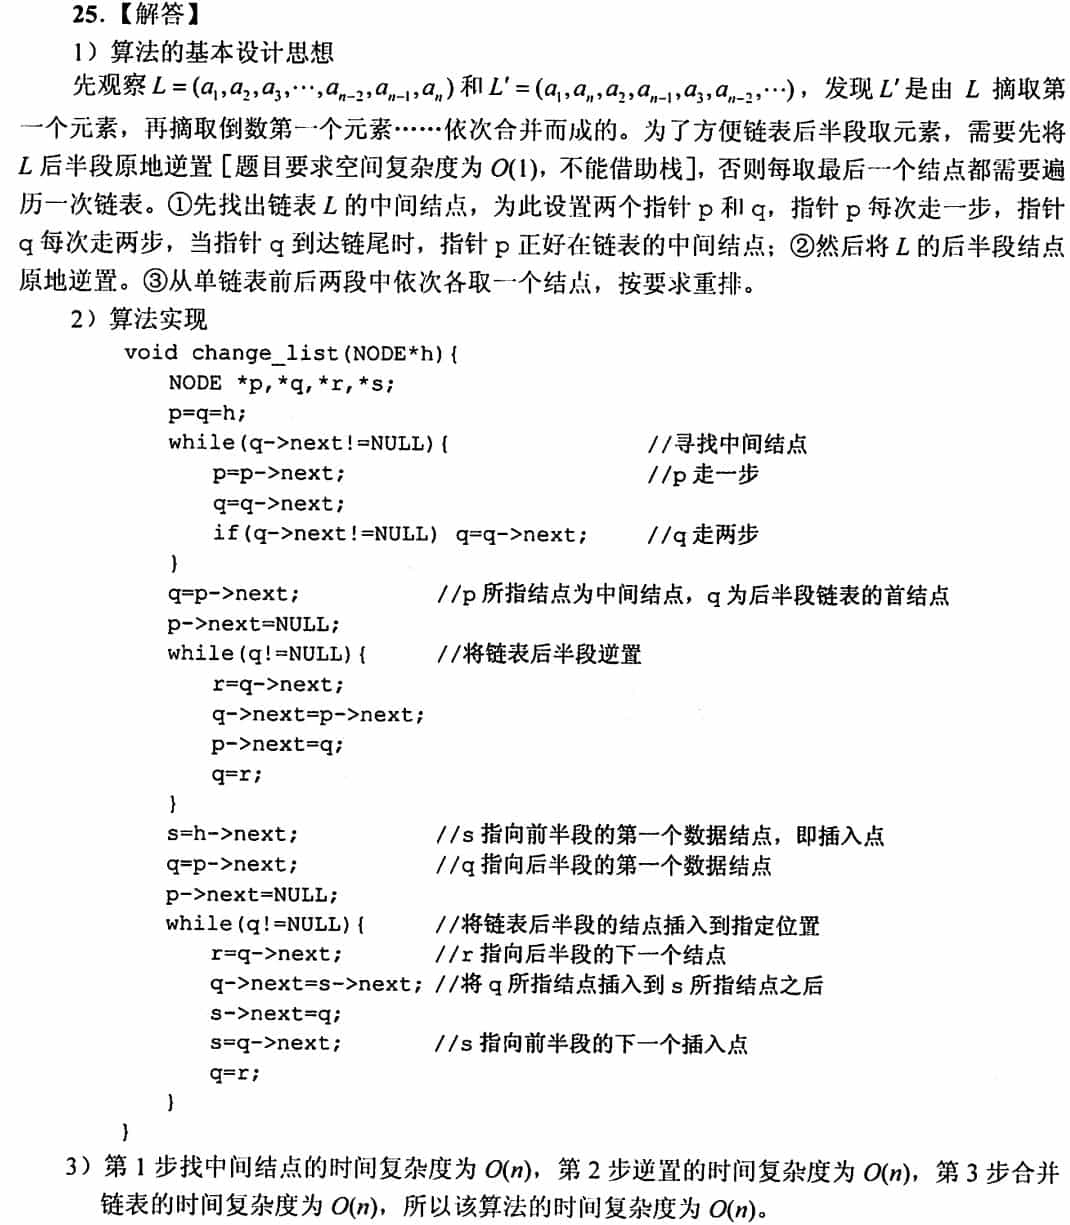 25.【解答】
1）算法的基本设计思想
先观察 L = (a₁,a₂,a₃,⋯,aₙ₋₂,aₙ₋₁,aₙ) 和 L′ = (a₁,aₙ,a₂,aₙ₋₁,a₃,aₙ₋₂,⋯)，发现 L′ 是由 L 摘取第
一个元素，再摘取倒数第一个元素……依次合并而成的。为了方便链表后半段取元素，需要先将
L 后半段原地逆置［题目要求空间复杂度为 O(1)，不能借助栈］，否则每取最后一个结点都需要遍
历一次链表。①先找出链表 L 的中间结点，为此设置两个指针 p 和 q，指针 p 每次走一步，指针
q 每次走两步，当指针 q 到达链尾时，指针 p 正好在链表的中间结点；②然后将 L 的后半段结点
原地逆置。③从单链表前后两段中依次各取一个结点，按要求重排。
2）算法实现
void change_list(NODE*h){
NODE *p,*q,*r,*s;
p=q=h;
while(q->next!=NULL){ //寻找中间结点
p=p->next; //p 走一步
q=q->next;
if(q->next!=NULL) q=q->next; //q 走两步
}
q=p->next; //p 所指结点为中间结点，q 为后半段链表的首结点
p->next=NULL;
while(q!=NULL){ //将链表后半段逆置
r=q->next;
q->next=p->next;
p->next=q;
q=r;
}
s=h->next; //s 指向前半段的第一个数据结点，即插入点
q=p->next; //q 指向后半段的第一个数据结点
p->next=NULL;
while(q!=NULL){ //将链表后半段的结点插入到指定位置
r=q->next; //r 指向后半段的下一个结点
q->next=s->next; //将 q 所指结点插入到 s 所指结点之后
s->next=q;
s=q->next; //s 指向前半段的下一个插入点
q=r;
}
}
3）第 1 步找中间结点的时间复杂度为 O(n)，第 2 步逆置的时间复杂度为 O(n)，第 3 步合并
链表的时间复杂度为 O(n)，所以该算法的时间复杂度为 O(n)。